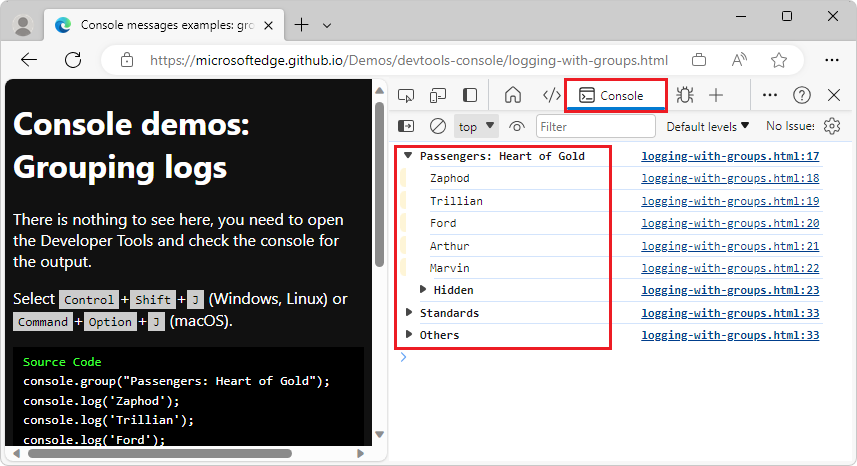 Console messages examples: gro
https://microsoftedge.github.io/Demos/devtools-console/logging-with-groups.html
Console demos:
Grouping logs
There is nothing to see here, you need to open
the Developer Tools and check the console for
the output.
Select Control + Shift + J (Windows, Linux) or
Command + Option + J (macOS).
Source Code
console.group("Passengers: Heart of Gold");
console.log('Zaphod');
console.log('Trillian');
console.log('Ford');
Console
top
Filter
Default levels
No Issues
Passengers: Heart of Gold logging-with-groups.html:17
Zaphod logging-with-groups.html:18
Trillian logging-with-groups.html:19
Ford logging-with-groups.html:20
Arthur logging-with-groups.html:21
Marvin logging-with-groups.html:22
Hidden logging-with-groups.html:23
Standards logging-with-groups.html:33
Others logging-with-groups.html:33